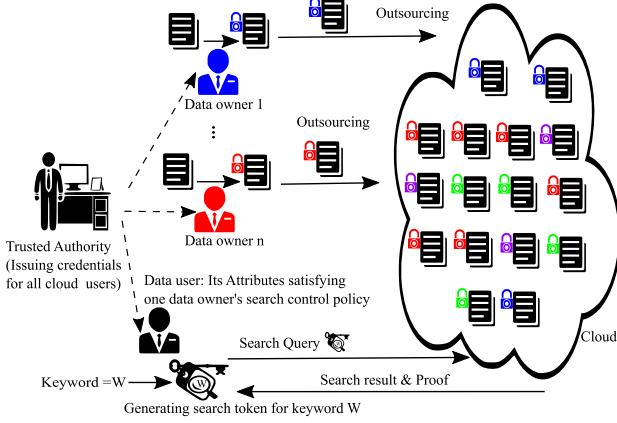 Outsourcing
Data owner 1
...
Outsourcing
Data owner n
Trusted Authority
(Issuing credentials
for all cloud users)
Data user: Its Attributes satisfying
one data owner's search control policy
Cloud
Search Query
W
Keyword =W
W
Search result & Proof
Generating search token for keyword W